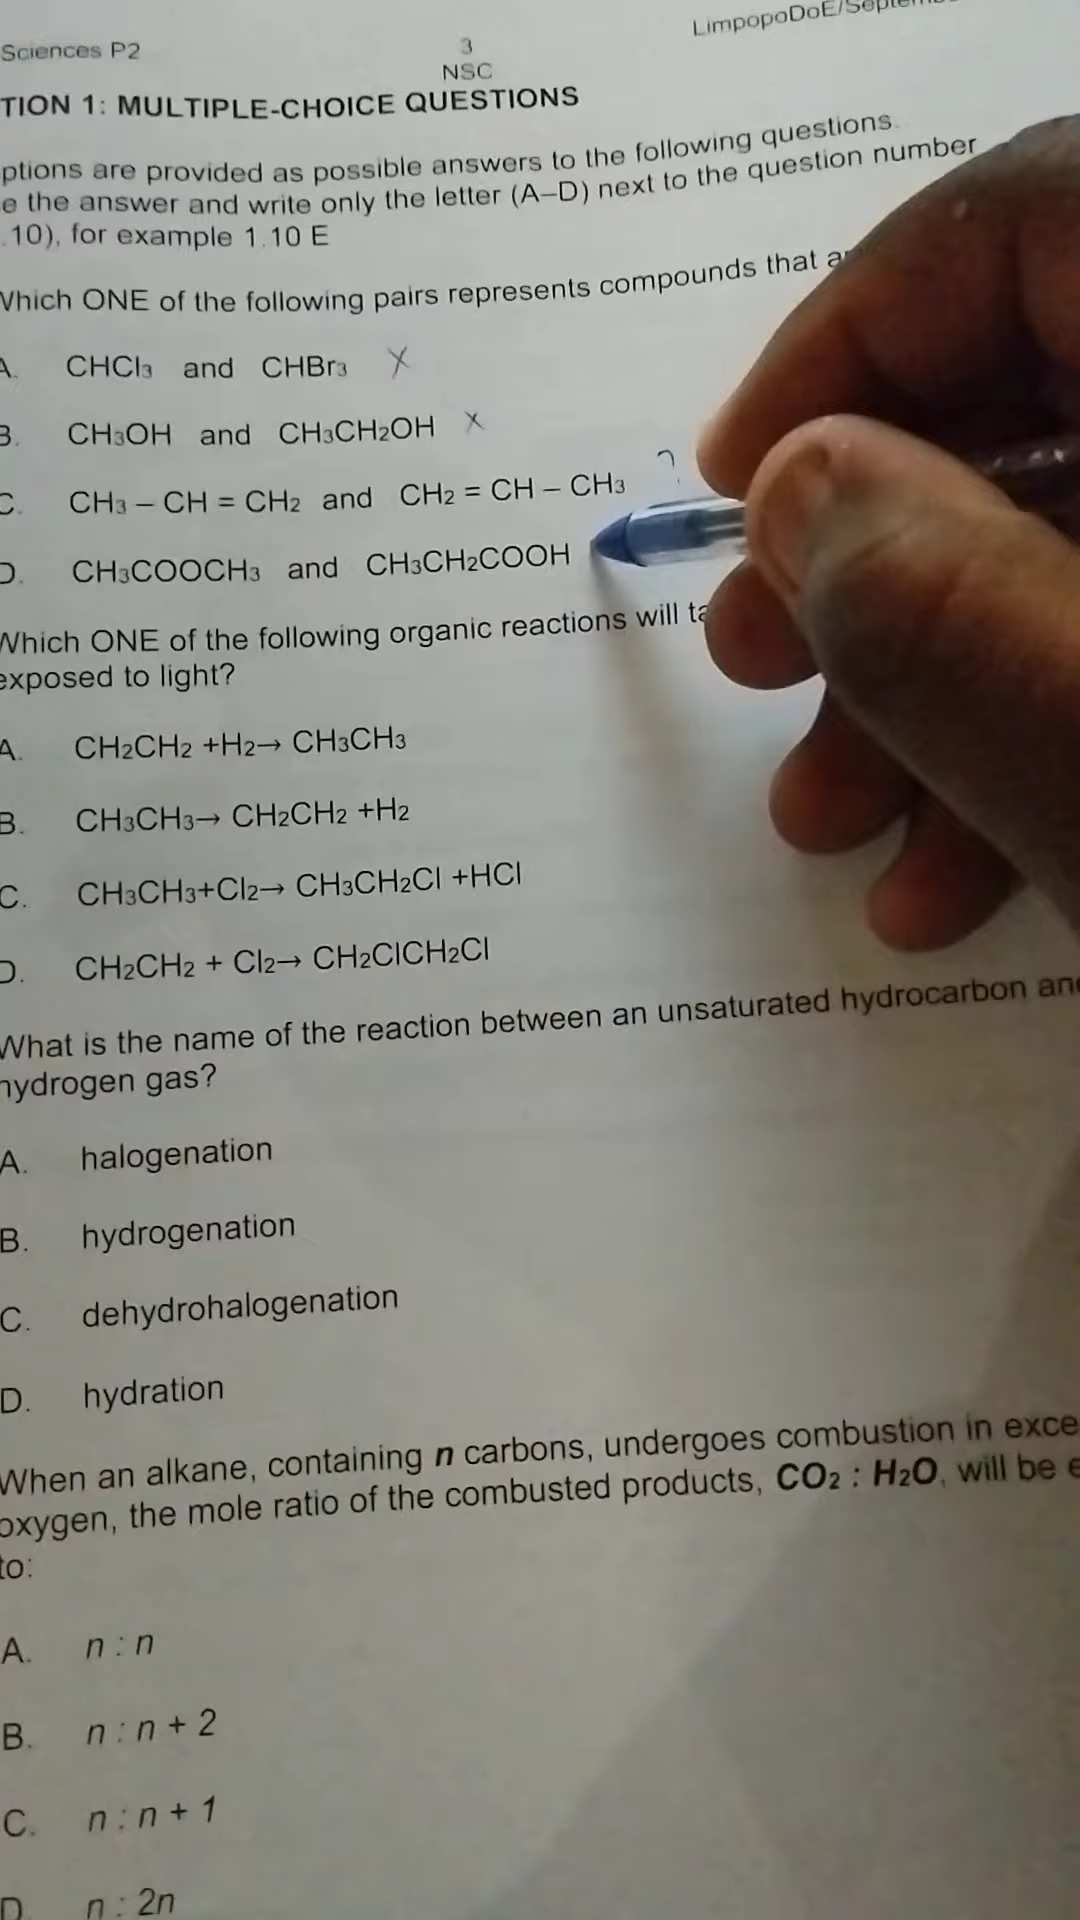 LimpopoDoE/Septem
Sciences P2
3
NSC
TION 1: MULTIPLE-CHOICE QUESTIONS
ptions are provided as possible answers to the following questions.
e the answer and write only the letter (A–D) next to the question number
.10), for example 1.10 E
Which ONE of the following pairs represents compounds that
A. CHCl₃ and CHBr₃ X
B. CH₃OH and CH₃CH₂OH X
C. CH₃ – CH = CH₂ and CH₂ = CH – CH₃ ?
D. CH₃COOCH₃ and CH₃CH₂COOH
Which ONE of the following organic reactions will ta
exposed to light?
A. CH₂CH₂ +H₂→ CH₃CH₃
B. CH₃CH₃→ CH₂CH₂ +H₂
C. CH₃CH₃+Cl₂→ CH₃CH₂Cl +HCl
D. CH₂CH₂ + Cl₂→ CH₂ClCH₂Cl
What is the name of the reaction between an unsaturated hydrocarbon and
hydrogen gas?
A. halogenation
B. hydrogenation
C. dehydrohalogenation
D. hydration
When an alkane, containing n carbons, undergoes combustion in exce
oxygen, the mole ratio of the combusted products, CO₂ : H₂O, will be e
to:
A. n : n
B. n : n + 2
C. n : n + 1
D. n : 2n